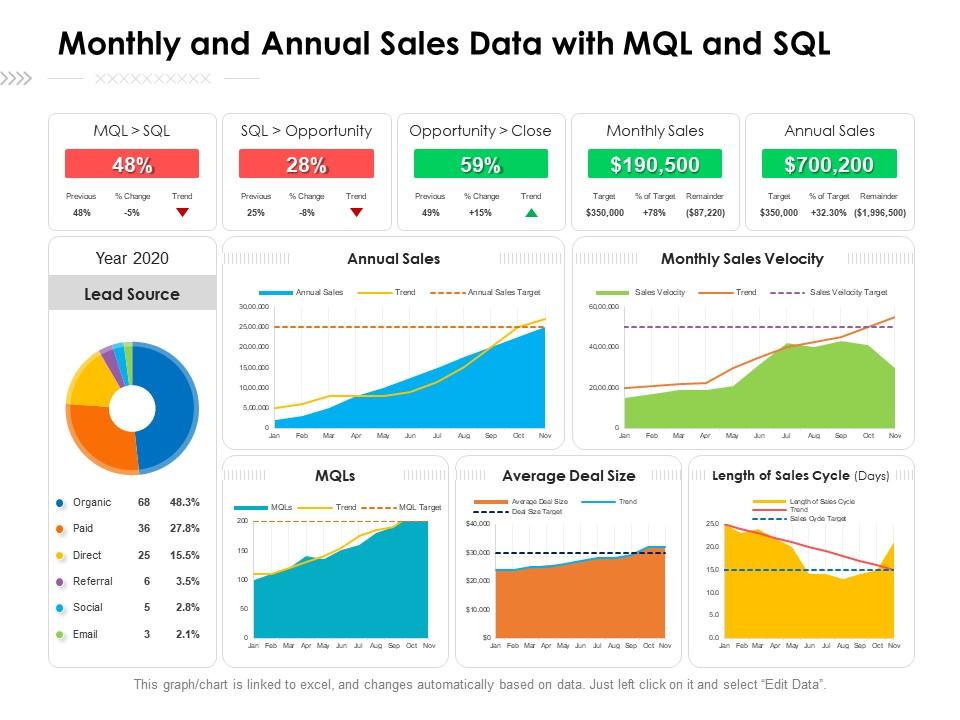 Monthly and Annual Sales Data with MQL and SQL
MQL > SQL
48%
Previous % Change Trend
48% -5%
SQL > Opportunity
28%
Previous % Change Trend
25% -8%
Opportunity > Close
59%
Previous % Change Trend
49% +15%
Monthly Sales
$190,500
Target % of Target Remainder
$350,000 +78% ($87,220)
Annual Sales
$700,200
Target % of Target Remainder
$350,000 +32.30% ($1,996,500)
Year 2020
Lead Source
Organic 68 48.3%
Paid 36 27.8%
Direct 25 15.5%
Referral 6 3.5%
Social 5 2.8%
Email 3 2.1%
Annual Sales
Annual Sales Trend Annual Sales Target
30,00,000
25,00,000
20,00,000
15,00,000
10,00,000
5,00,000
0
Jan Feb Mar Apr May Jun Jul Aug Sep Oct Nov
Monthly Sales Velocity
Sales Velocity Trend Sales Veilocity Target
60,00,000
40,00,000
20,00,000
0
Jan Feb Mar Apr May Jun Jul Aug Sep Oct Nov
MQLs
MQLs Trend MQL Target
200
150
100
50
0
Jan Feb Mar Apr May Jun Jul Aug Sep Oct Nov
Average Deal Size
Average Deal Size Trend
Deal Size Target
$40,000
$30,000
$20,000
$10,000
$0
Jan Feb Mar Apr May Jun Jul Aug Sep Oct Nov
Length of Sales Cycle (Days)
Length of Sales Cycle
Trend
Sales Cycle Target
25.0
20.0
15.0
10.0
5.0
0.0
Jan Feb Mar Apr May Jun Jul Aug Sep Oct Nov
This graph/chart is linked to excel, and changes automatically based on data. Just left click on it and select “Edit Data”.